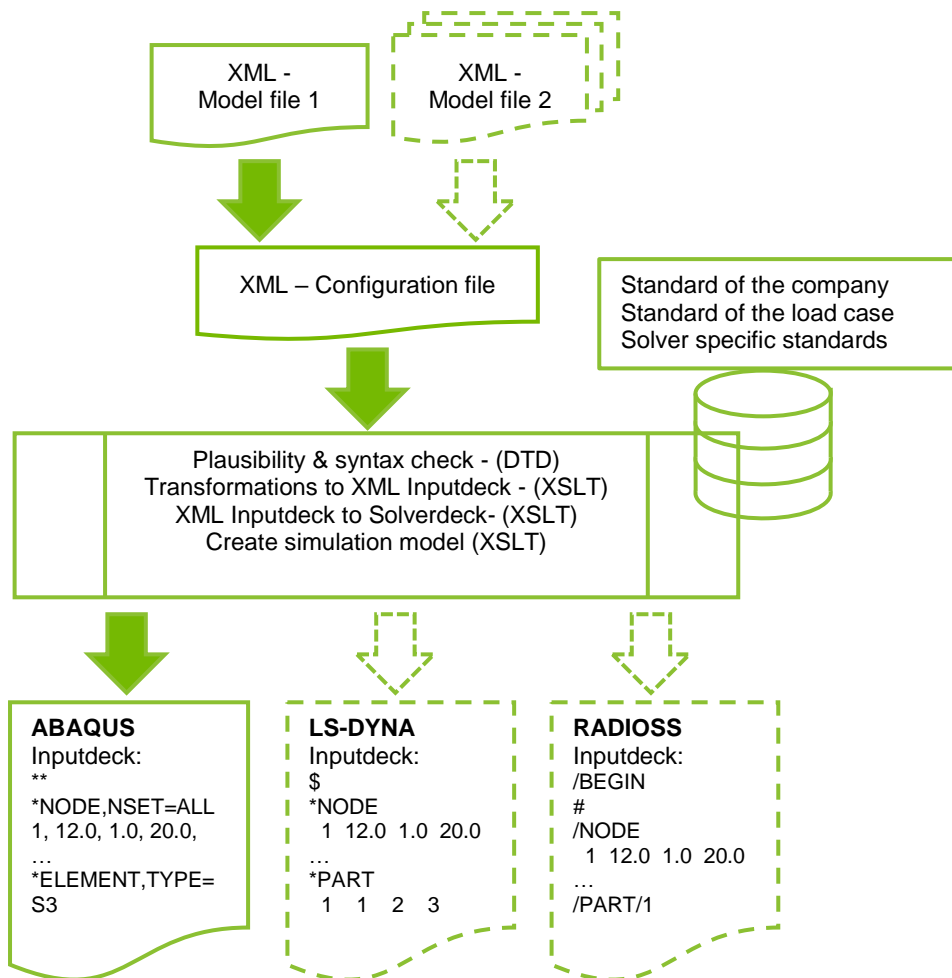 XML -
Model file 1
XML -
Model file 2
XML – Configuration file
Standard of the company
Standard of the load case
Solver specific standards
Plausibility & syntax check - (DTD)
Transformations to XML Inputdeck - (XSLT)
XML Inputdeck to Solverdeck- (XSLT)
Create simulation model (XSLT)
ABAQUS
Inputdeck:
**
*NODE,NSET=ALL
1, 12.0, 1.0, 20.0,
…
*ELEMENT,TYPE=
S3
LS-DYNA
Inputdeck:
$
*NODE
1 12.0 1.0 20.0
…
*PART
1 1 2 3
RADIOSS
Inputdeck:
/BEGIN
#
/NODE
1 12.0 1.0 20.0
…
/PART/1